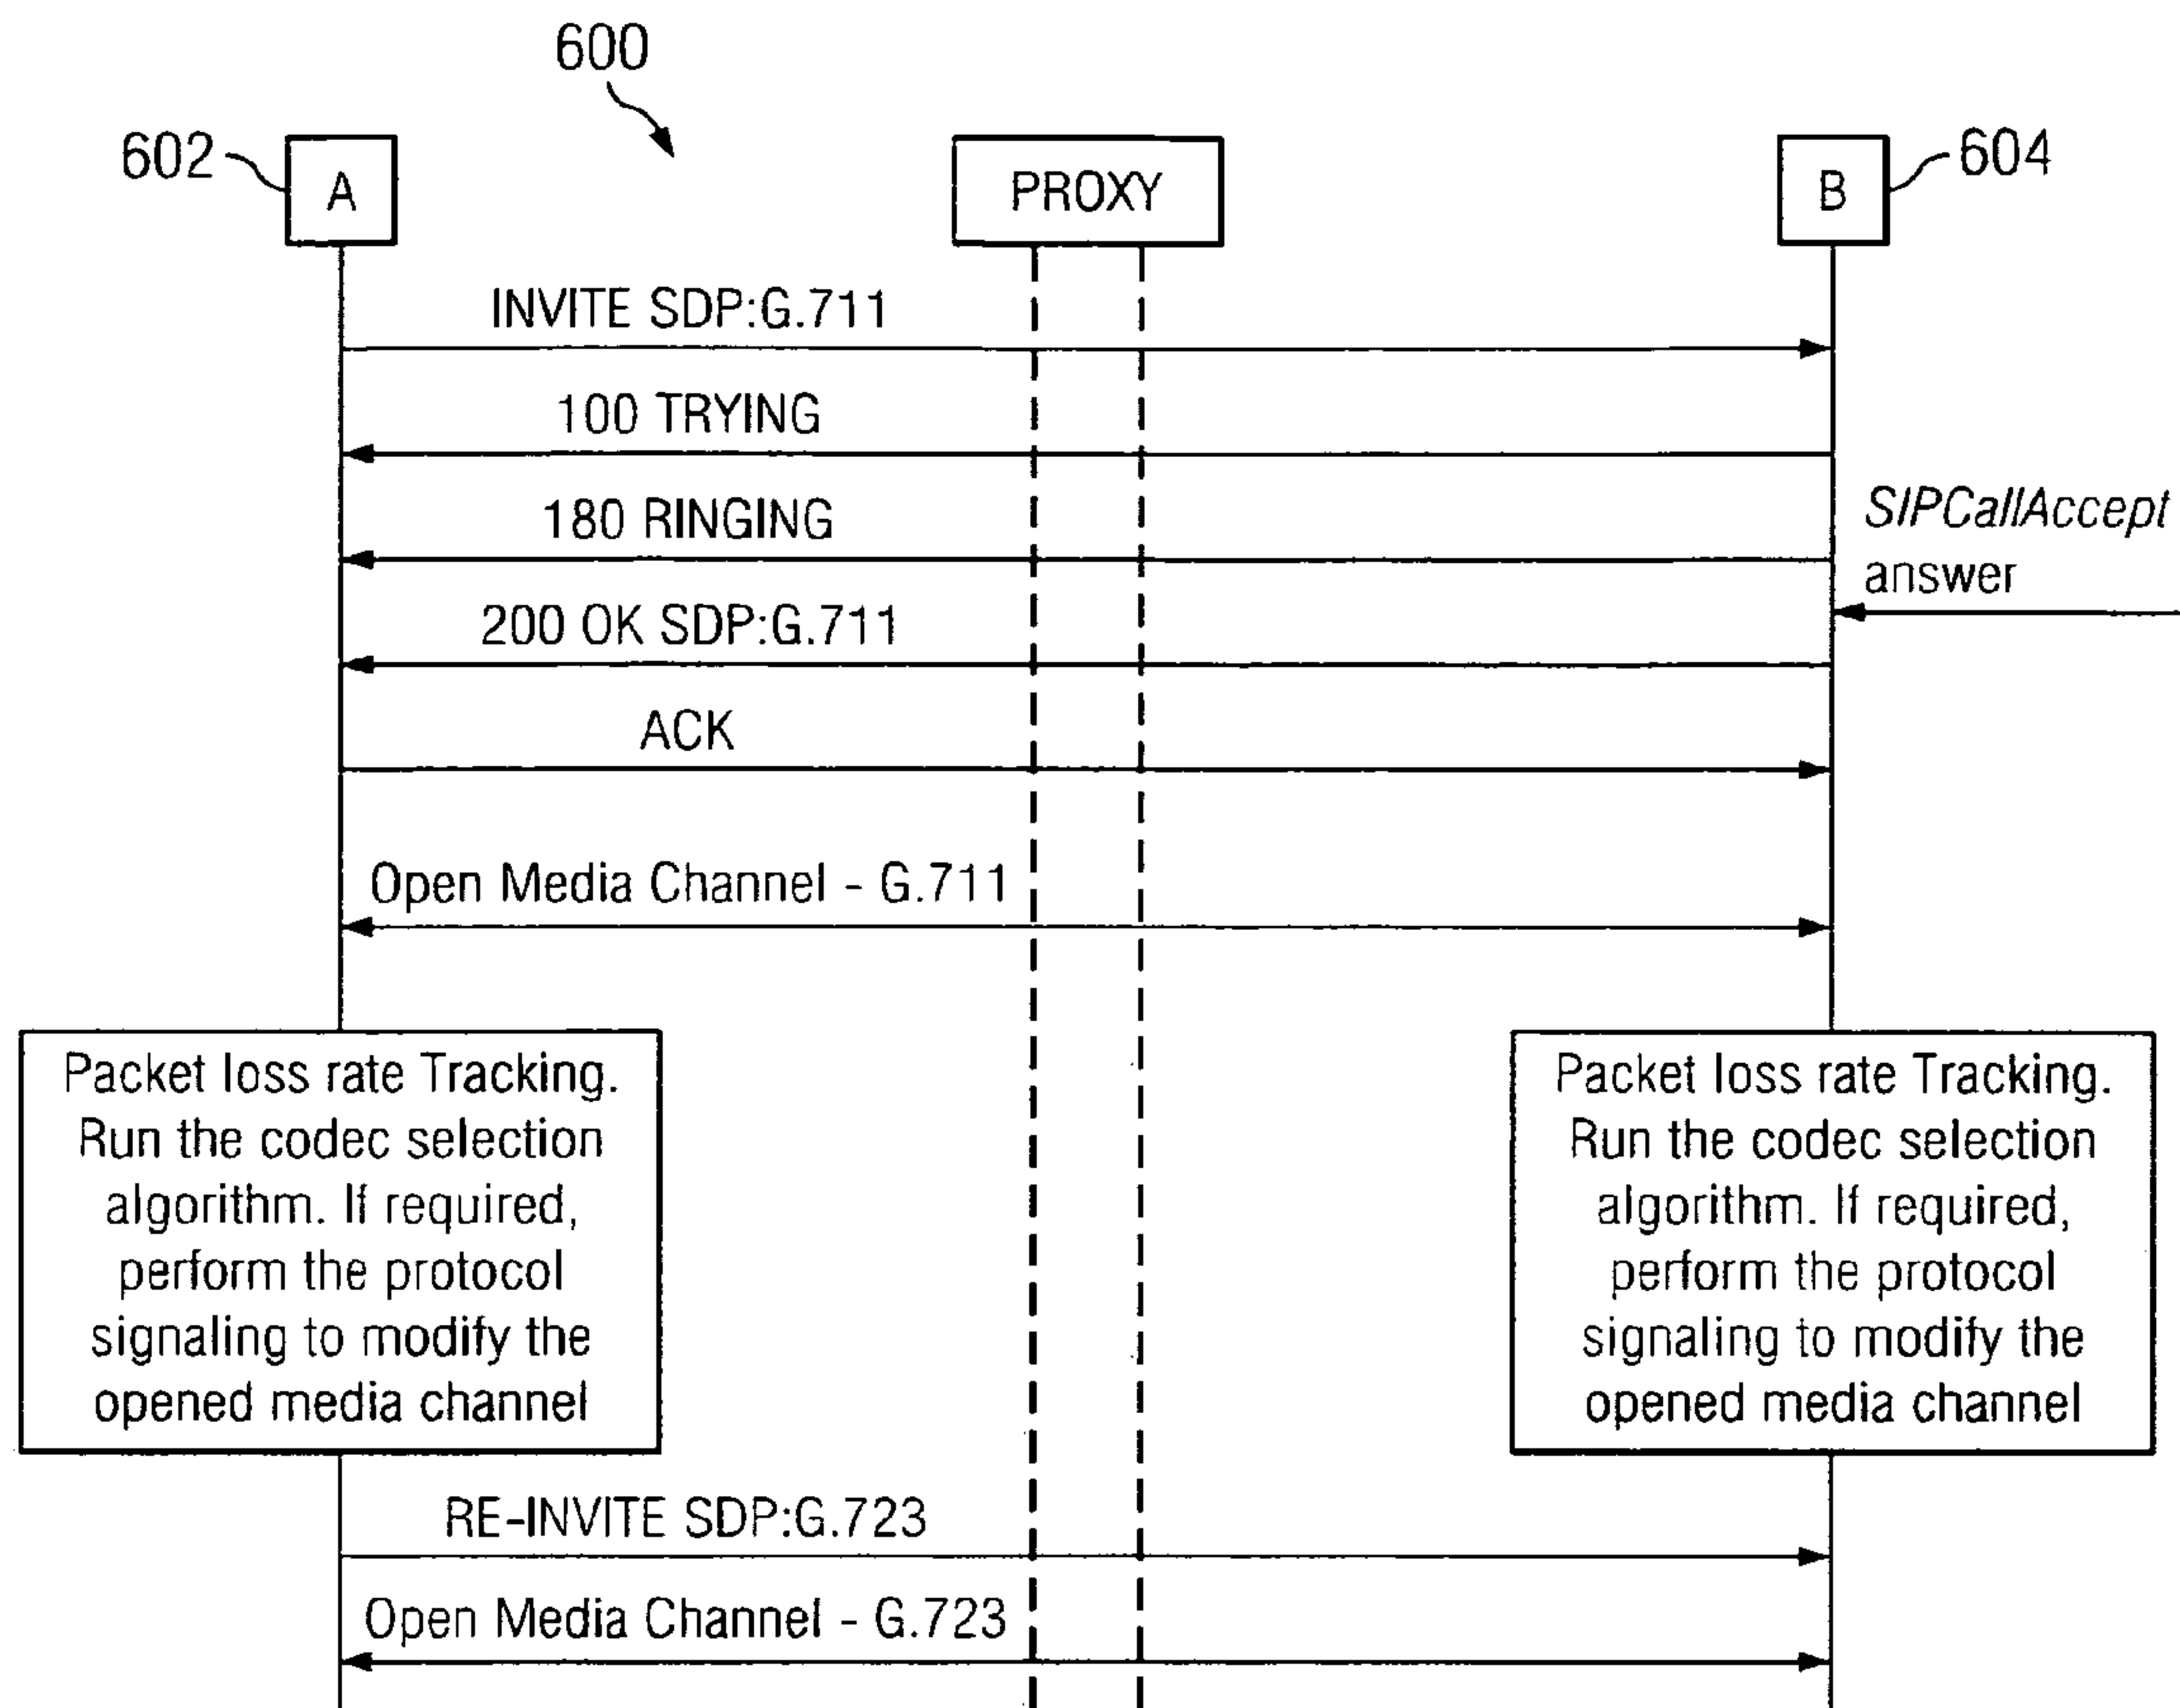 600
602
A
PROXY
B
604
INVITE SDP:G.711
100 TRYING
180 RINGING
SIPCallAccept
answer
200 OK SDP:G.711
ACK
Open Media Channel - G.711
Packet loss rate Tracking.
Run the codec selection
algorithm. If required,
perform the protocol
signaling to modify the
opened media channel
Packet loss rate Tracking.
Run the codec selection
algorithm. If required,
perform the protocol
signaling to modify the
opened media channel
RE-INVITE SDP:G.723
Open Media Channel - G.723